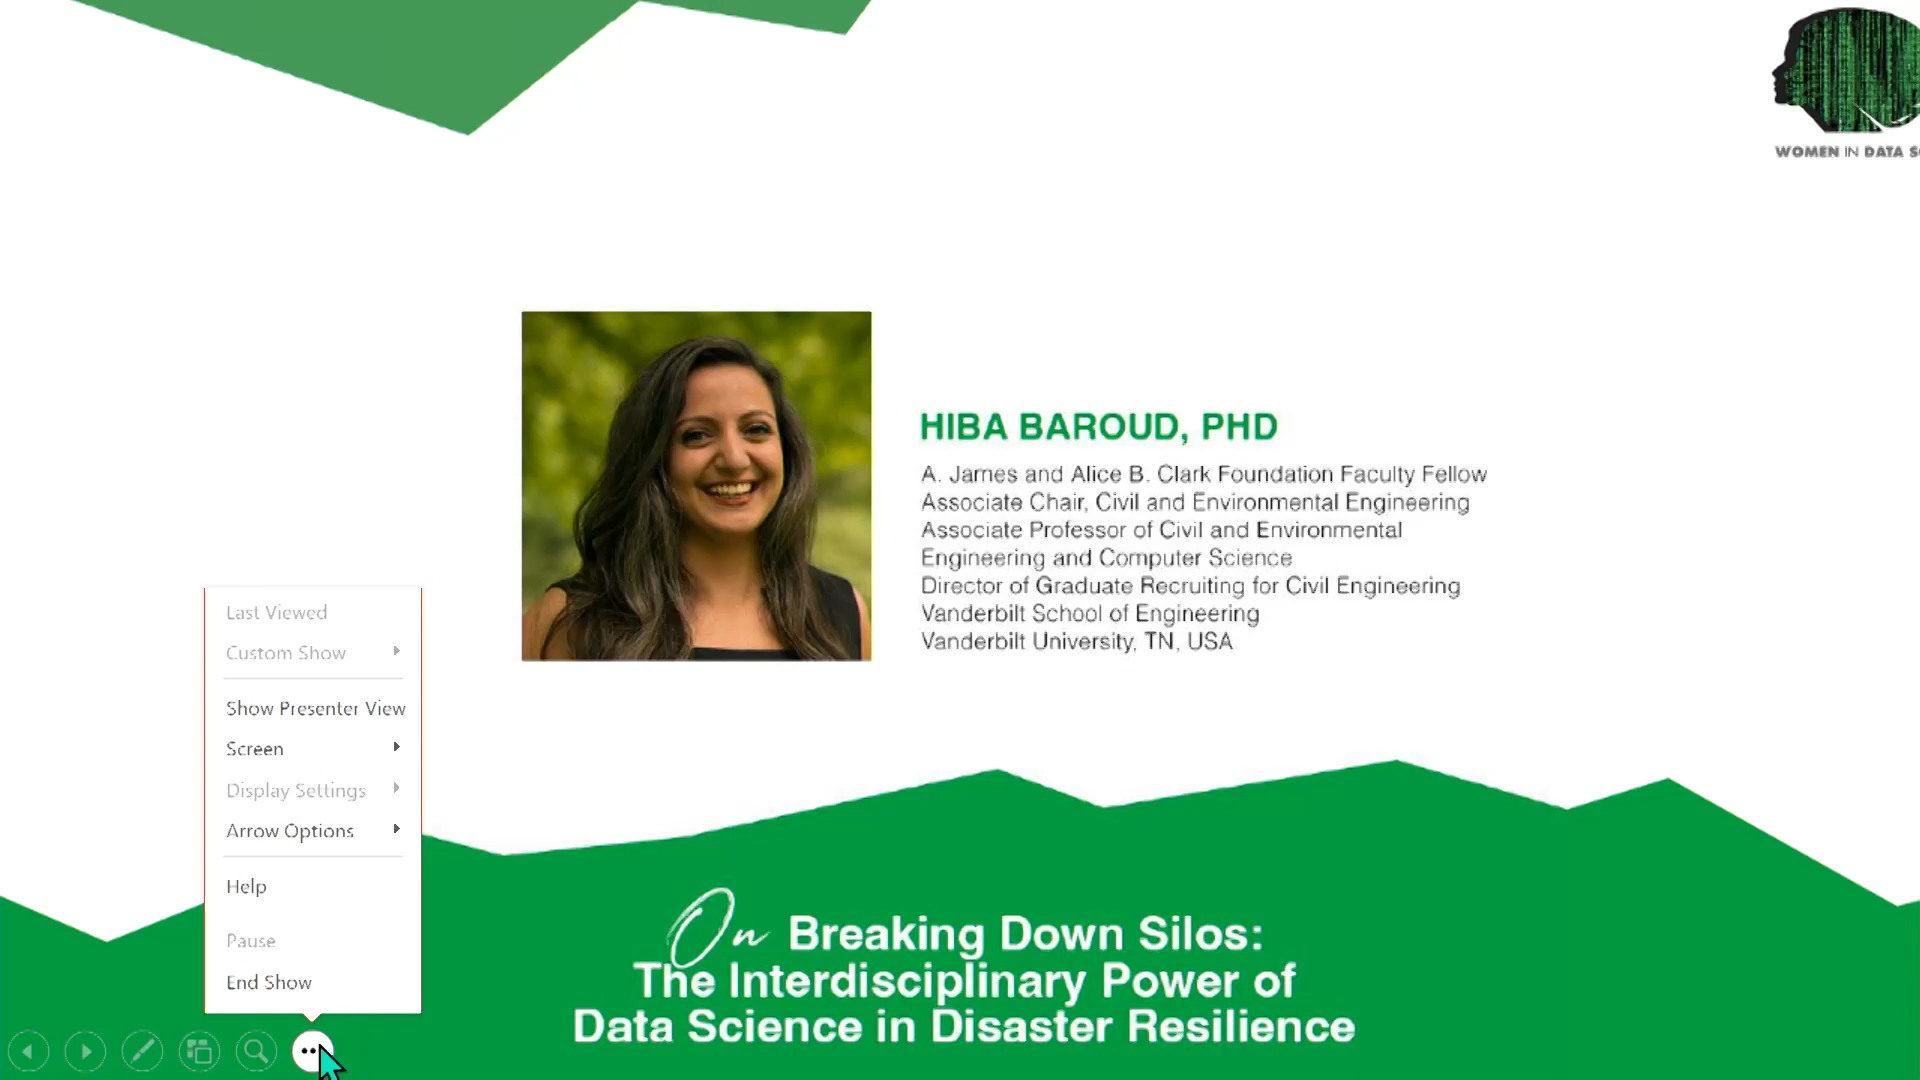 WOMEN IN DATA
HIBA BAROUD, PHD
A. James and Alice B. Clark Foundation Faculty Fellow
Associate Chair, Civil and Environmental Engineering
Associate Professor of Civil and Environmental
Engineering and Computer Science
Director of Graduate Recruiting for Civil Engineering
Vanderbilt School of Engineering
Vanderbilt University, TN, USA
Last Viewed
Custom Show
Show Presenter View
Screen
Display Settings
Arrow Options
Help
Pause
End Show
On Breaking Down Silos:
The Interdisciplinary Power of
Data Science in Disaster Resilience